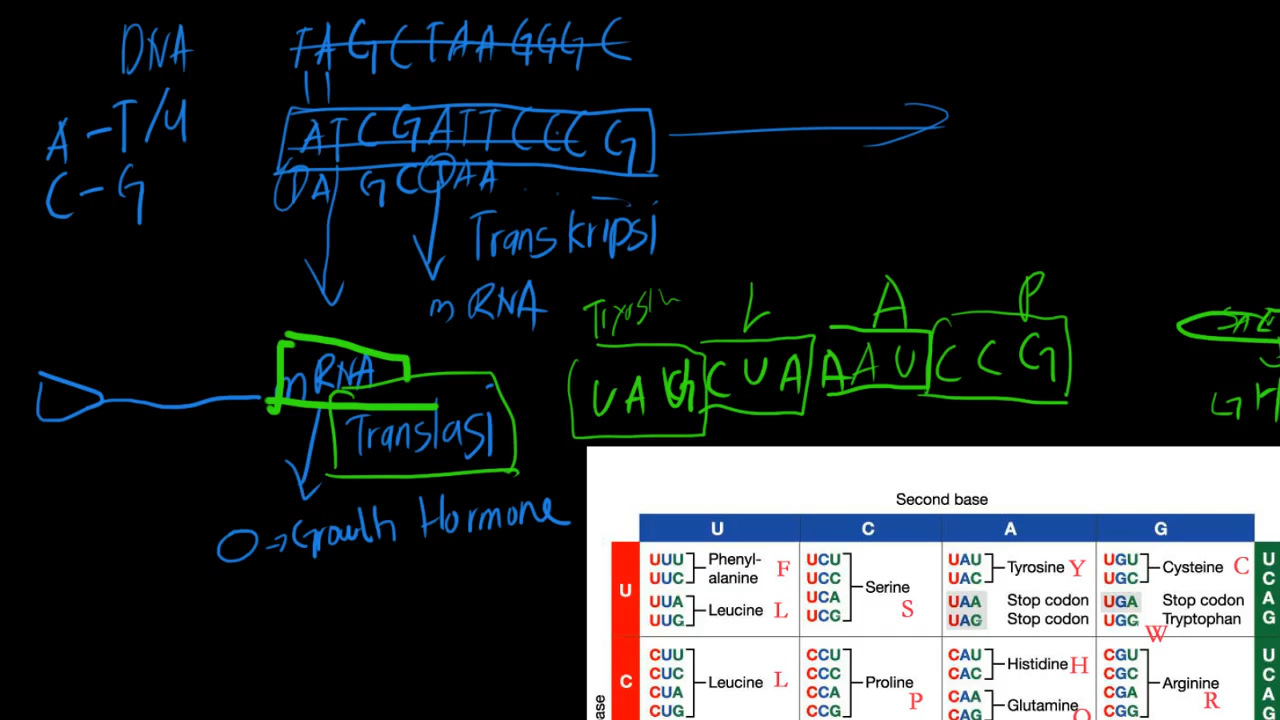 DNA
TAGCTAAGGGC
A - T/U
ATCGATTCCCG
C - G
UAGCUAA...
Transkripsi
mRNA
L A P
CUA AAU CCG
mRNA
Translasi
O => Growth Hormone
Second base
U C A G
U
UUU Phenyl-
UUC alanine F
UUA Leucine L
UUG
UCU
UCC Serine
UCA S
UCG
UAU Tyrosine Y
UAC
UAA Stop codon
UAG Stop codon
UGU Cysteine C
UGC
UGA Stop codon
UGG Tryptophan
W
U
C
A
G
C
CUU
CUC Leucine L
CUA
CUG
CCU
CCC Proline
CCA P
CCG
CAU Histidine H
CAC
CAA Glutamine
CAG
CGU
CGC Arginine
CGA R
CGG
U
C
A
G
base